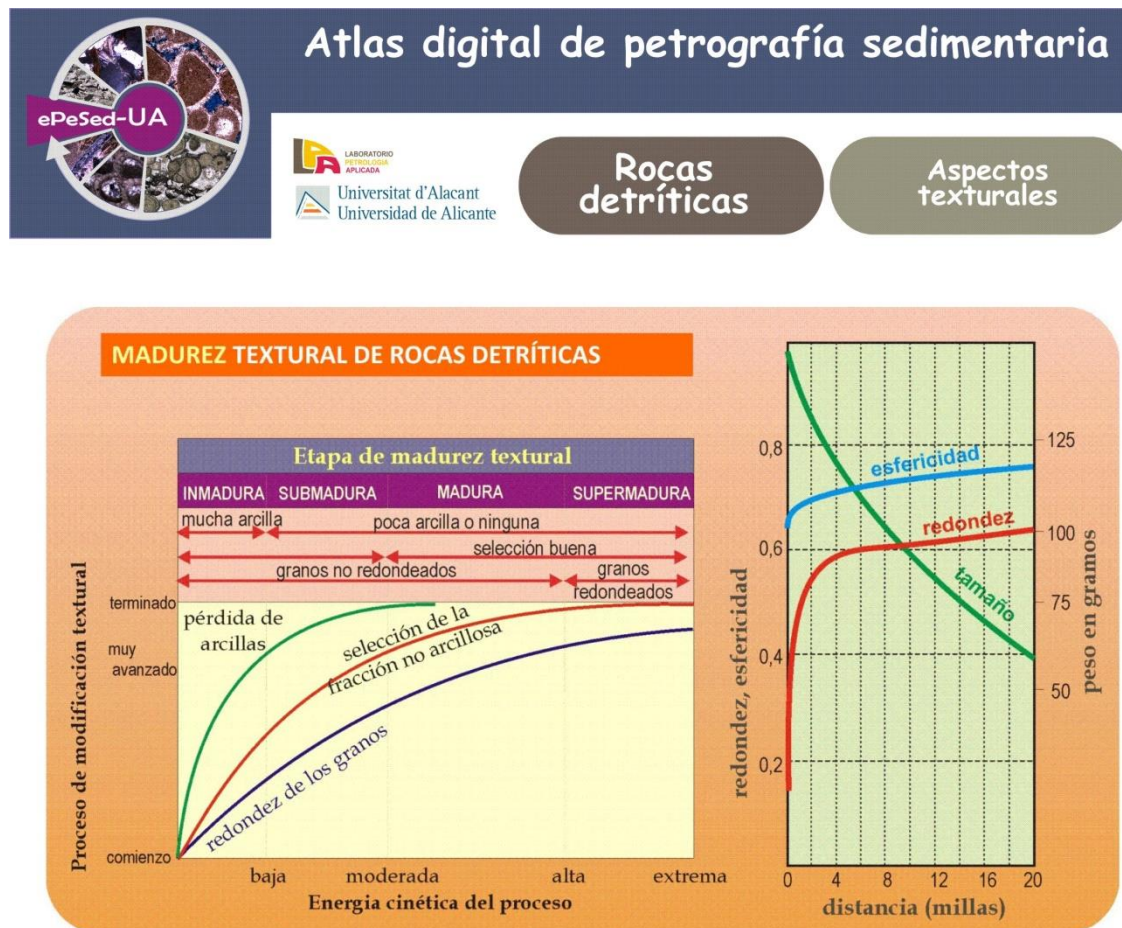 Atlas digital de petrografía sedimentaria
ePeSed-UA
LPA
LABORATORIO
PETROLOGIA
APLICADA
Universitat d'Alacant
Universidad de Alicante
Rocas
detríticas
Aspectos
texturales
MADUREZ TEXTURAL DE ROCAS DETRÍTICAS
Etapa de madurez textural
INMADURA SUBMADURA MADURA SUPERMADURA
mucha arcilla poca arcilla o ninguna
selección buena
granos no redondeados granos
redondeados
terminado
muy
avanzado
comienzo
Proceso de modificación textural
pérdida de
arcillas
selección de la
fracción no arcillosa
redondez de los granos
baja moderada alta extrema
Energia cinética del proceso
redondez, esfericidad
0,8
0,6
0,4
0,2
esfericidad
redondez
tamaño
125
100
75
50
peso en gramos
0 4 8 12 16 20
distancia (millas)